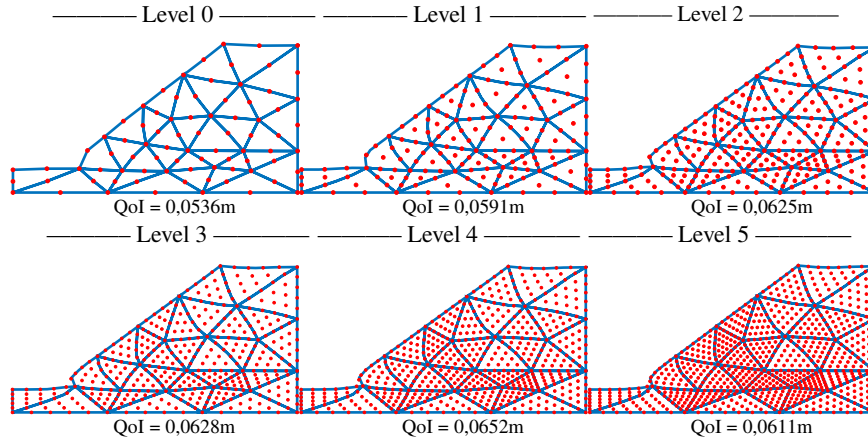 Level 0
Level 1
Level 2
QoI = 0,0536m
QoI = 0,0591m
QoI = 0,0625m
Level 3
Level 4
Level 5
QoI = 0,0628m
QoI = 0,0652m
QoI = 0,0611m